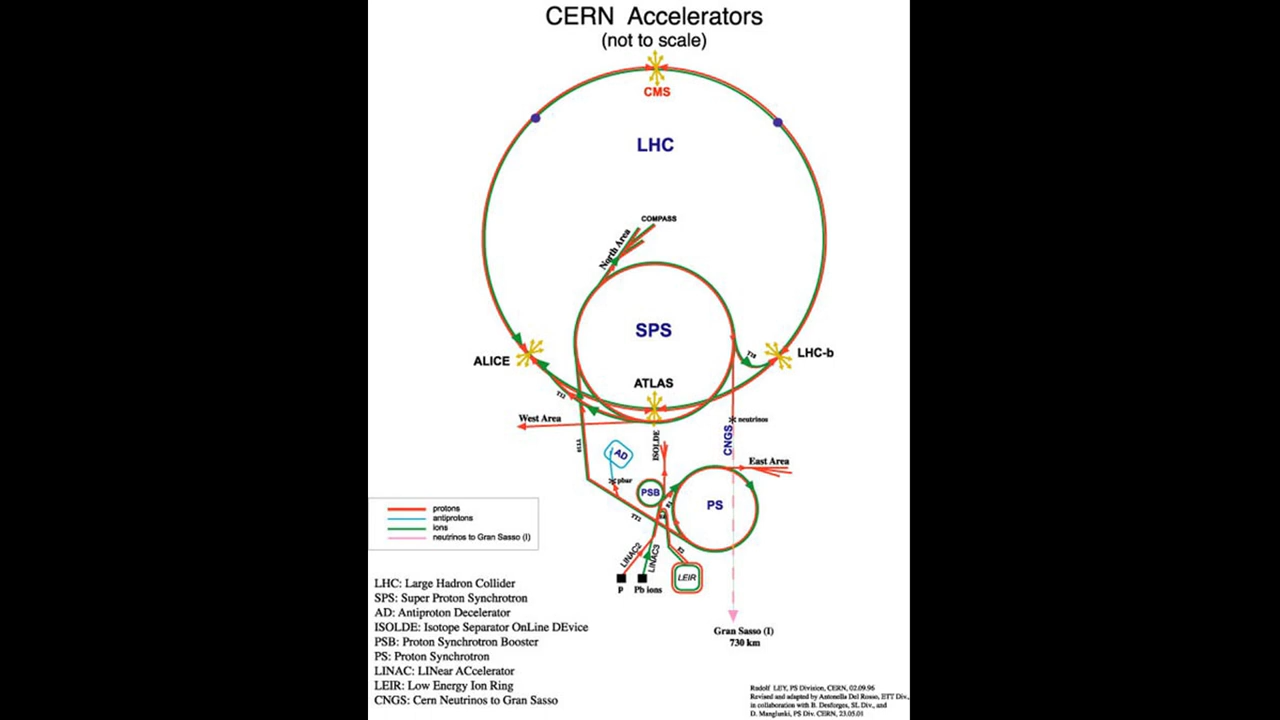 CERN Accelerators
(not to scale)
CMS
LHC
COMPASS
North Area
SPS
TI8
ALICE
LHC-b
ATLAS
TI2
West Area
neutrinos
CNGS
ISOLDE
TT10
AD
East Area
pbar
PSB
PS
TT2
E2
LINAC2
LINAC3
LEIR
p
Pb ions
protons
antiprotons
ions
neutrinos to Gran Sasso (I)
LHC: Large Hadron Collider
SPS: Super Proton Synchrotron
AD: Antiproton Decelerator
ISOLDE: Isotope Separator OnLine DEvice
PSB: Proton Synchrotron Booster
PS: Proton Synchrotron
LINAC: LINear ACcelerator
LEIR: Low Energy Ion Ring
CNGS: Cern Neutrinos to Gran Sasso
Gran Sasso (I)
730 km
Rudolf LEY, PS Division, CERN, 02.09.96
Revised and adapted by Antonella Del Rosso, ETT Div.,
in collaboration with B. Desforges, SL Div., and
D. Manglunki, PS Div. CERN, 23.05.01